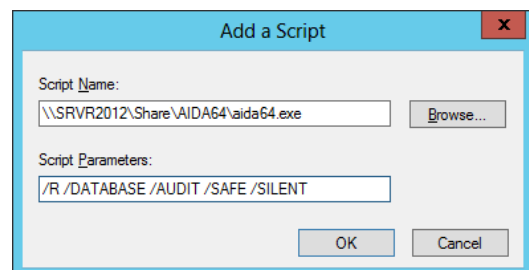 Add a Script
x
Script Name:
\\SRVR2012\Share\AIDA64\aida64.exe
Browse...
Script Parameters:
/R /DATABASE /AUDIT /SAFE /SILENT
OK
Cancel